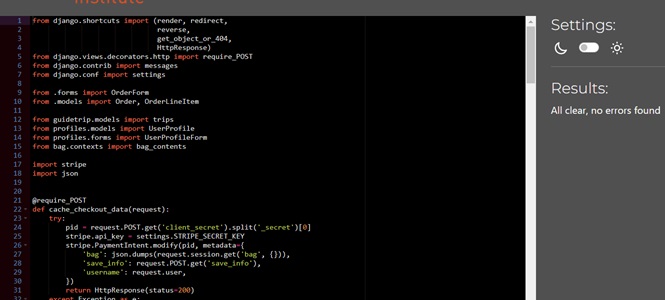 Institute
from django.shortcuts import (render, redirect,
reverse,
get_object_or_404,
HttpResponse)
from django.views.decorators.http import require_POST
from django.contrib import messages
from django.conf import settings
from .forms import OrderForm
from .models import Order, OrderLineItem
from guidetrip.models import trips
from profiles.models import UserProfile
from profiles.forms import UserProfileForm
from bag.contexts import bag_contents
import stripe
import json
@require_POST
def cache_checkout_data(request):
try:
pid = request.POST.get('client_secret').split('_secret')[0]
stripe.api_key = settings.STRIPE_SECRET_KEY
stripe.PaymentIntent.modify(pid, metadata={
'bag': json.dumps(request.session.get('bag', {})),
'save_info': request.POST.get('save_info'),
'username': request.user,
})
return HttpResponse(status=200)
except Exception as e:
1
2
3
4
5
6
7
8
9
10
11
12
13
14
15
16
17
18
19
20
21
22
23
24
25
26
27
28
29
30
31
32
Settings:
Results:
All clear, no errors found